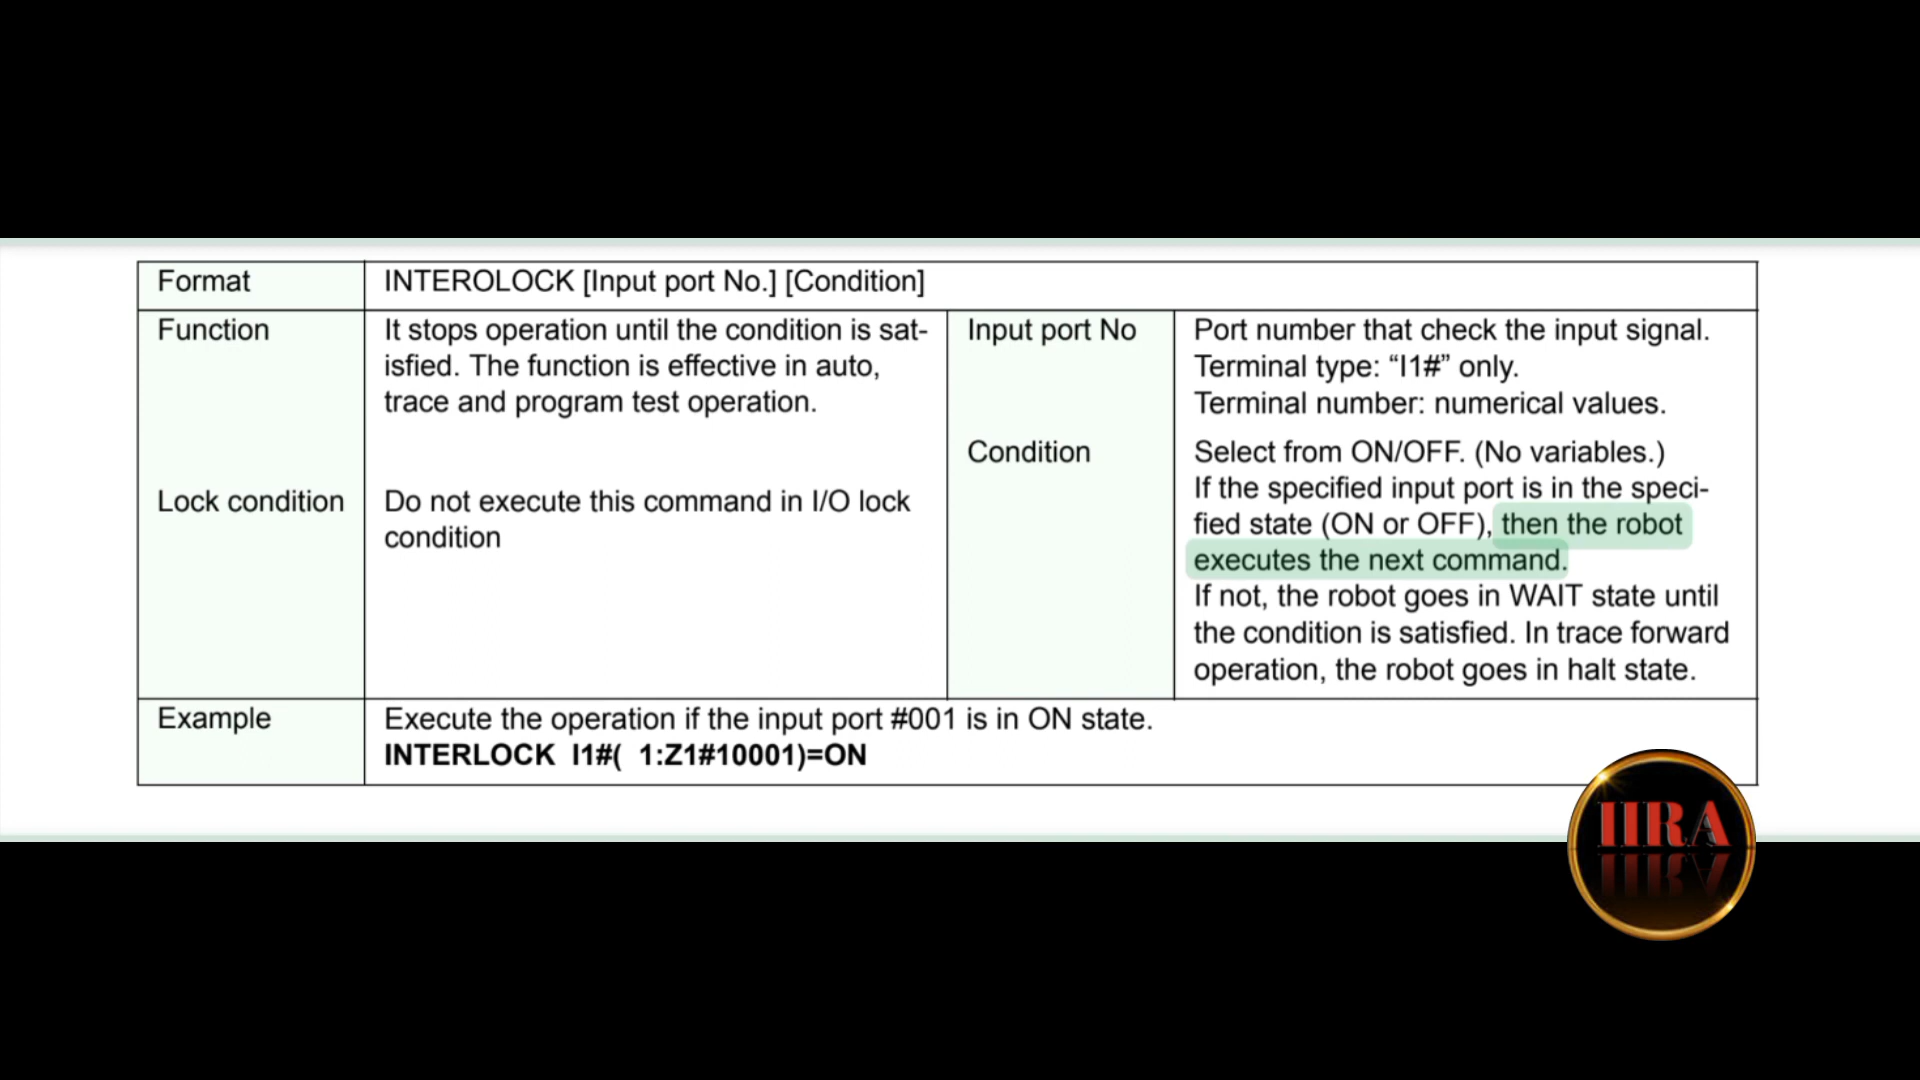 Format
INTEROLOCK [Input port No.] [Condition]
Function
It stops operation until the condition is sat-
isfied. The function is effective in auto,
trace and program test operation.
Input port No
Port number that check the input signal.
Terminal type: “I1#” only.
Terminal number: numerical values.
Lock condition
Do not execute this command in I/O lock
condition
Condition
Select from ON/OFF. (No variables.)
If the specified input port is in the speci-
fied state (ON or OFF), then the robot
executes the next command.
If not, the robot goes in WAIT state until
the condition is satisfied. In trace forward
operation, the robot goes in halt state.
Example
Execute the operation if the input port #001 is in ON state.
INTERLOCK I1#( 1:Z1#10001)=ON
IIRA